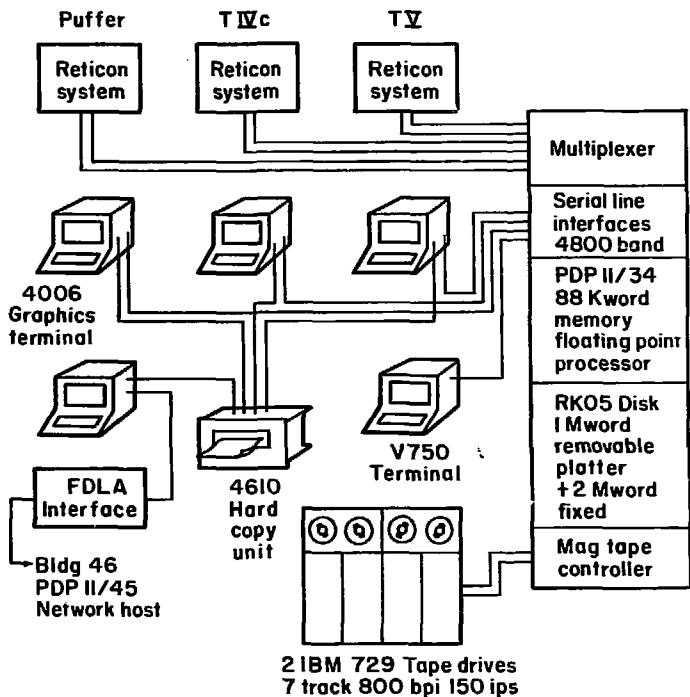 Puffer
T IV c
T V
Reticon
system
Reticon
system
Reticon
system
Multiplexer
Serial line
interfaces
4800 band
4006
Graphics
terminal
PDP II/34
88 Kword
memory
floating point
processor
RK05 Disk
1 Mword
removable
platter
+2 Mword
fixed
V750
Terminal
FDLA
Interface
4610
Hard
copy
unit
Bldg 46
PDP II/45
Network host
Mag tape
controller
2 IBM 729 Tape drives
7 track 800 bpi 150 ips